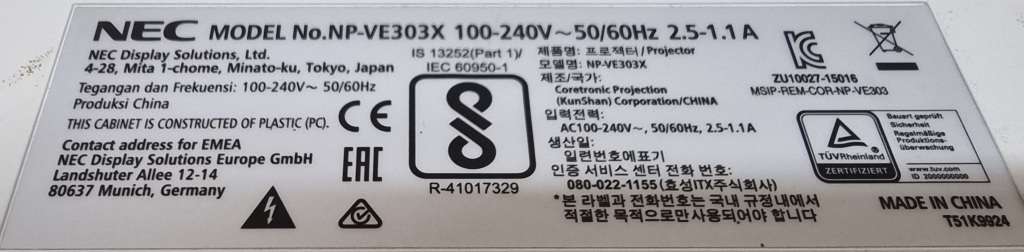 NEC MODEL No.NP-VE303X 100-240V~50/60Hz 2.5-1.1A
NEC Display Solutions, Ltd.
4-28, Mita 1-chome, Minato-ku, Tokyo, Japan
Tegangan dan Frekuensi: 100-240V~ 50/60Hz
Produksi China
THIS CABINET IS CONSTRUCTED OF PLASTIC (PC).
CE
Contact address for EMEA
NEC Display Solutions Europe GmbH
Landshuter Allee 12-14
80637 Munich, Germany
EAC
IS 13252(Part 1)/
IEC 60950-1
R-41017329
제품명: 프로젝터/Projector
모델명: NP-VE303X
제조/국가:
Coretronic Projection
(KunShan) Corporation/CHINA
입력전력:
AC100-240V~, 50/60Hz, 2.5-1.1A
생산일:
일련번호에표기
인증 서비스 센터 전화 번호:
080-022-1155(효성ITX주식회사)
*본 라벨과 전화번호는 국내 규정내에서
적절한 목적으로만사용되어야 합니다
ZU10027-15016
MSIP-REM-COR-NP-VE303
TÜVRheinland
ZERTIFIZIERT
Bauart geprüft
Sicherheit
Regelmäßige
Produktions-
überwachung
www.tuv.com
ID 2000000006
MADE IN CHINA
T51K9924